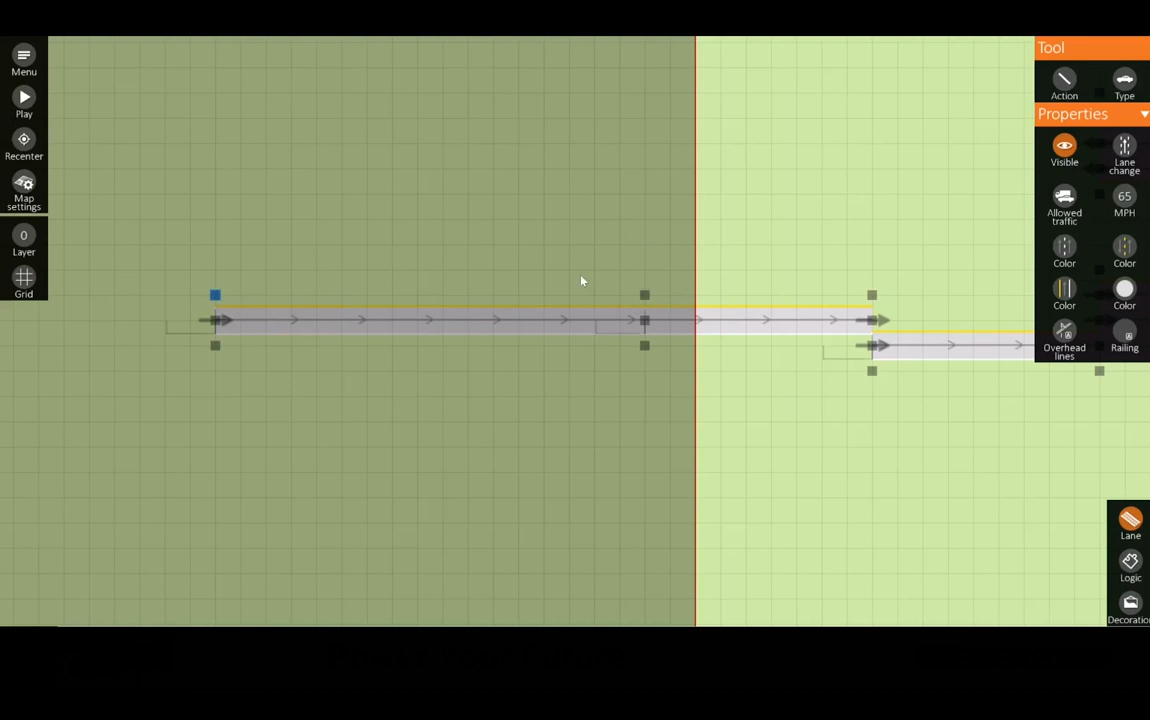 Menu
Play
Recenter
Map
settings
0
Layer
Grid
Tool
Action
Type
Properties
Visible
Lane
change
Allowed
traffic
65
MPH
Color
Color
Color
Color
Overhead
lines
Railing
Lane
Logic
Decoration